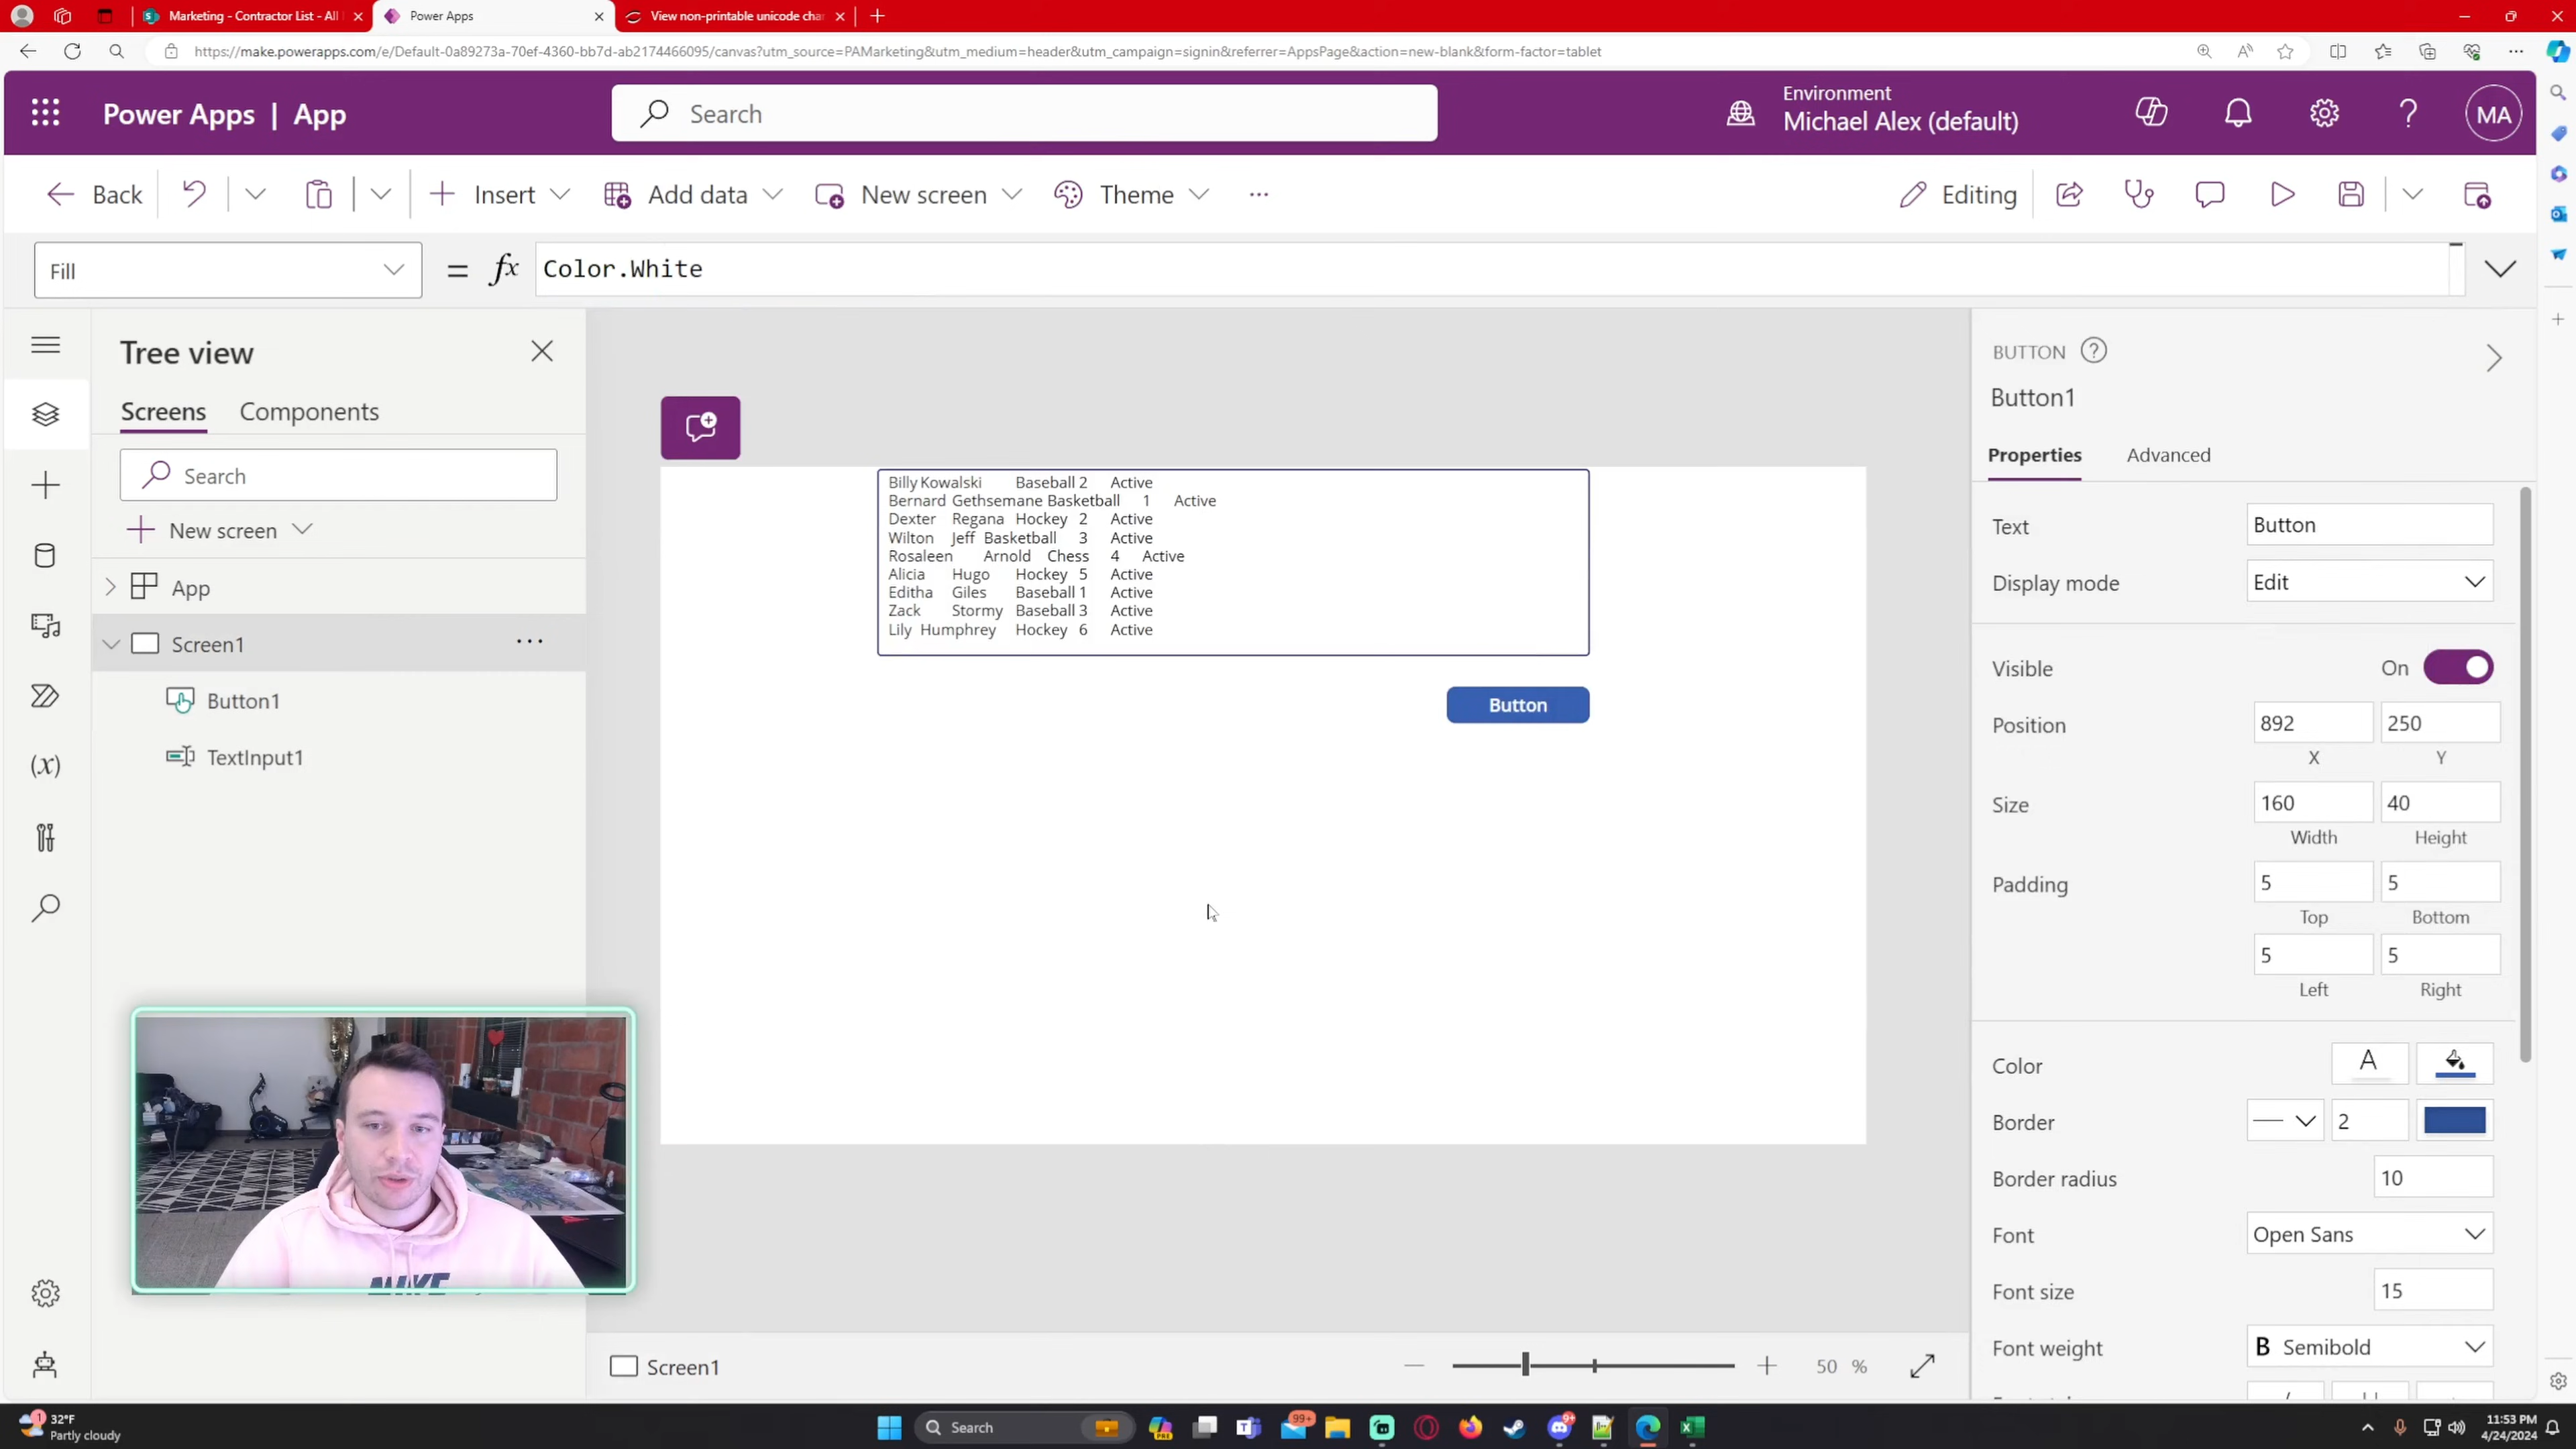 Marketing - Contractor List - All
Power Apps
View non-printable unicode cha
https://make.powerapps.com/e/Default-0a89273a-70ef-4360-bb7d-ab2174466095/canvas?utm_source=PAMarketing&utm_medium=header&utm_campaign=signin&referrer=AppsPage&action=new-blank&form-factor=tablet
Power Apps | App
Search
Environment
Michael Alex (default)
MA
Back
Insert
Add data
New screen
Theme
Editing
Fill
= fx
Color.White
Tree view
Screens
Components
Search
New screen
App
Screen1
Button1
TextInput1
Billy Kowalski Baseball 2 Active
Bernard Gethsemane Basketball 1 Active
Dexter Regana Hockey 2 Active
Wilton Jeff Basketball 3 Active
Rosaleen Arnold Chess 4 Active
Alicia Hugo Hockey 5 Active
Editha Giles Baseball 1 Active
Zack Stormy Baseball 3 Active
Lily Humphrey Hockey 6 Active
Button
BUTTON
Button1
Properties
Advanced
Text
Button
Display mode
Edit
Visible
On
Position
892
250
X
Y
Size
160
40
Width
Height
Padding
5
5
Top
Bottom
5
5
Left
Right
Color
A
Border
2
Border radius
10
Font
Open Sans
Font size
15
Font weight
B Semibold
Screen1
50 %
1
32°F
Partly cloudy
Search
99+
9+
11:53 PM
4/24/2024